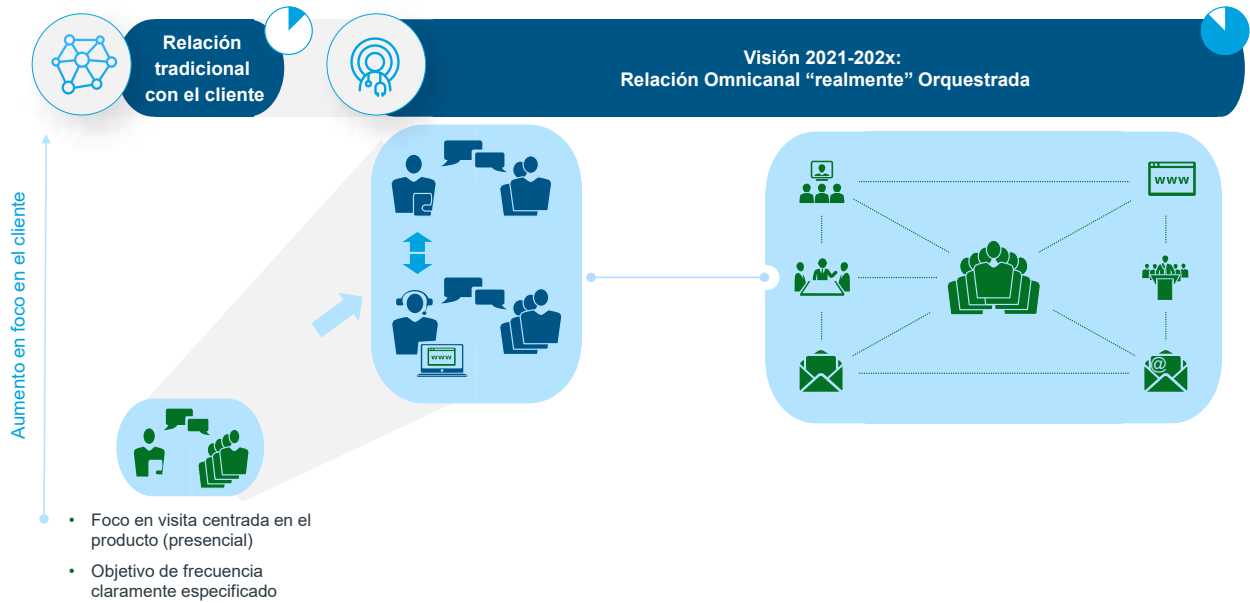 Relación
tradicional
con el cliente
Visión 2021-202x:
Relación Omnicanal “realmente” Orquestrada
Aumento en foco en el cliente
www
www
@
• Foco en visita centrada en el
producto (presencial)
• Objetivo de frecuencia
claramente especificado